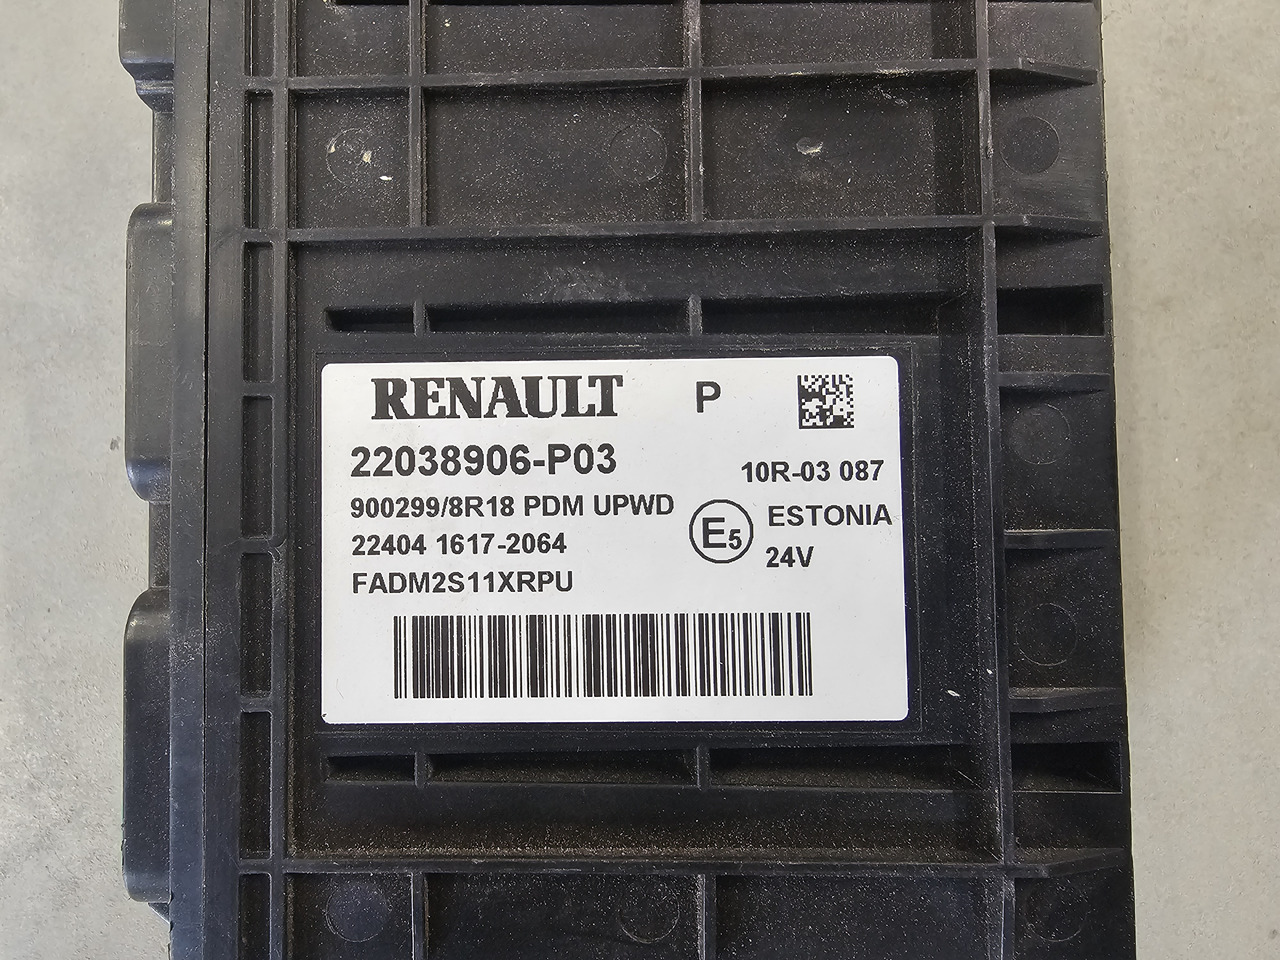 RENAULT P
22038906-P03
10R-03 087
900299/8R18 PDM UPWD
E5 ESTONIA
22404 1617-2064
24V
FADM2S11XRPU